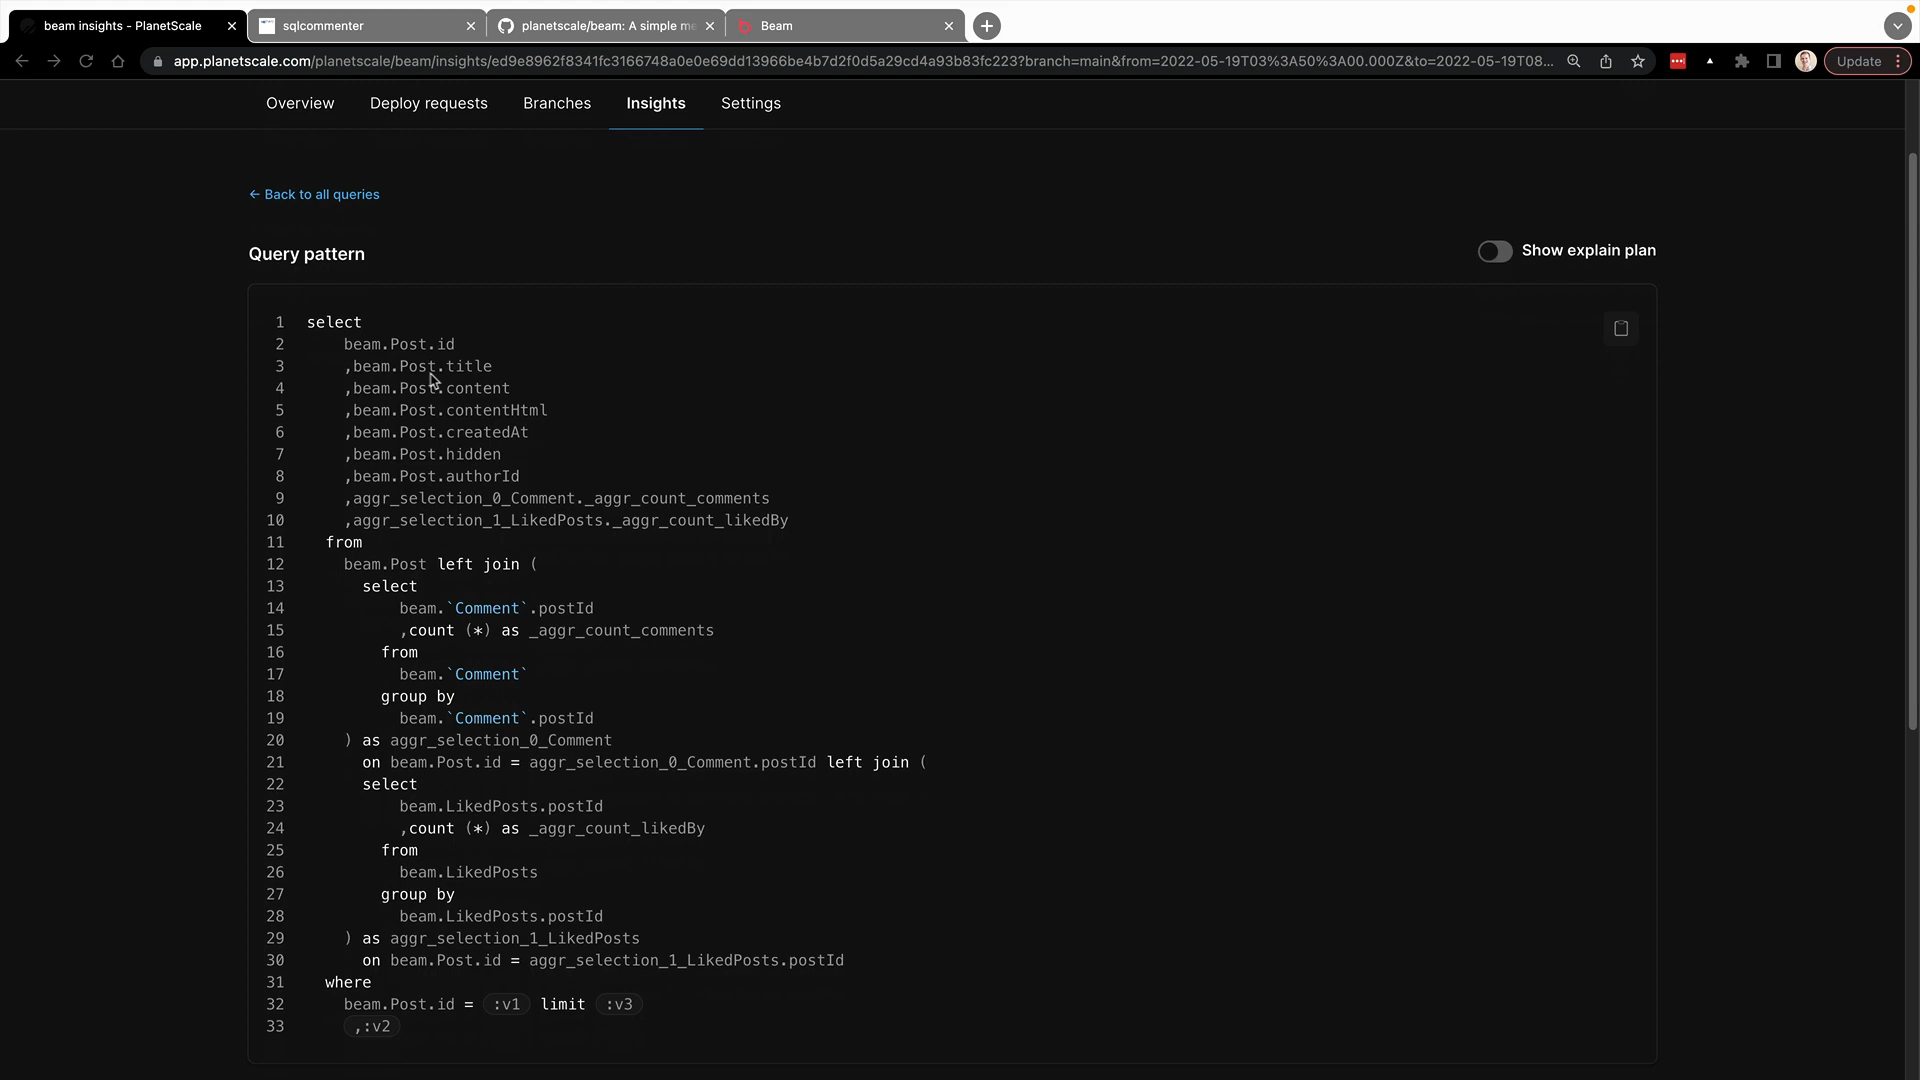 beam insights - PlanetScale
sqlcommenter
planetscale/beam: A simple me
Beam
app.planetscale.com/planetscale/beam/insights/ed9e8962f8341fc3166748a0e0e69dd13966be4b7d2f0d5a29cd4a93b83fc223?branch=main&from=2022-05-19T03%3A50%3A00.000Z&to=2022-05-19T08...
Update
Overview
Deploy requests
Branches
Insights
Settings
← Back to all queries
Query pattern
Show explain plan
1 select
2 beam.Post.id
3 ,beam.Post.title
4 ,beam.Post.content
5 ,beam.Post.contentHtml
6 ,beam.Post.createdAt
7 ,beam.Post.hidden
8 ,beam.Post.authorId
9 ,aggr_selection_0_Comment._aggr_count_comments
10 ,aggr_selection_1_LikedPosts._aggr_count_likedBy
11 from
12 beam.Post left join (
13 select
14 beam.`Comment`.postId
15 ,count (*) as _aggr_count_comments
16 from
17 beam.`Comment`
18 group by
19 beam.`Comment`.postId
20 ) as aggr_selection_0_Comment
21 on beam.Post.id = aggr_selection_0_Comment.postId left join (
22 select
23 beam.LikedPosts.postId
24 ,count (*) as _aggr_count_likedBy
25 from
26 beam.LikedPosts
27 group by
28 beam.LikedPosts.postId
29 ) as aggr_selection_1_LikedPosts
30 on beam.Post.id = aggr_selection_1_LikedPosts.postId
31 where
32 beam.Post.id = :v1 limit :v3
33 ,:v2